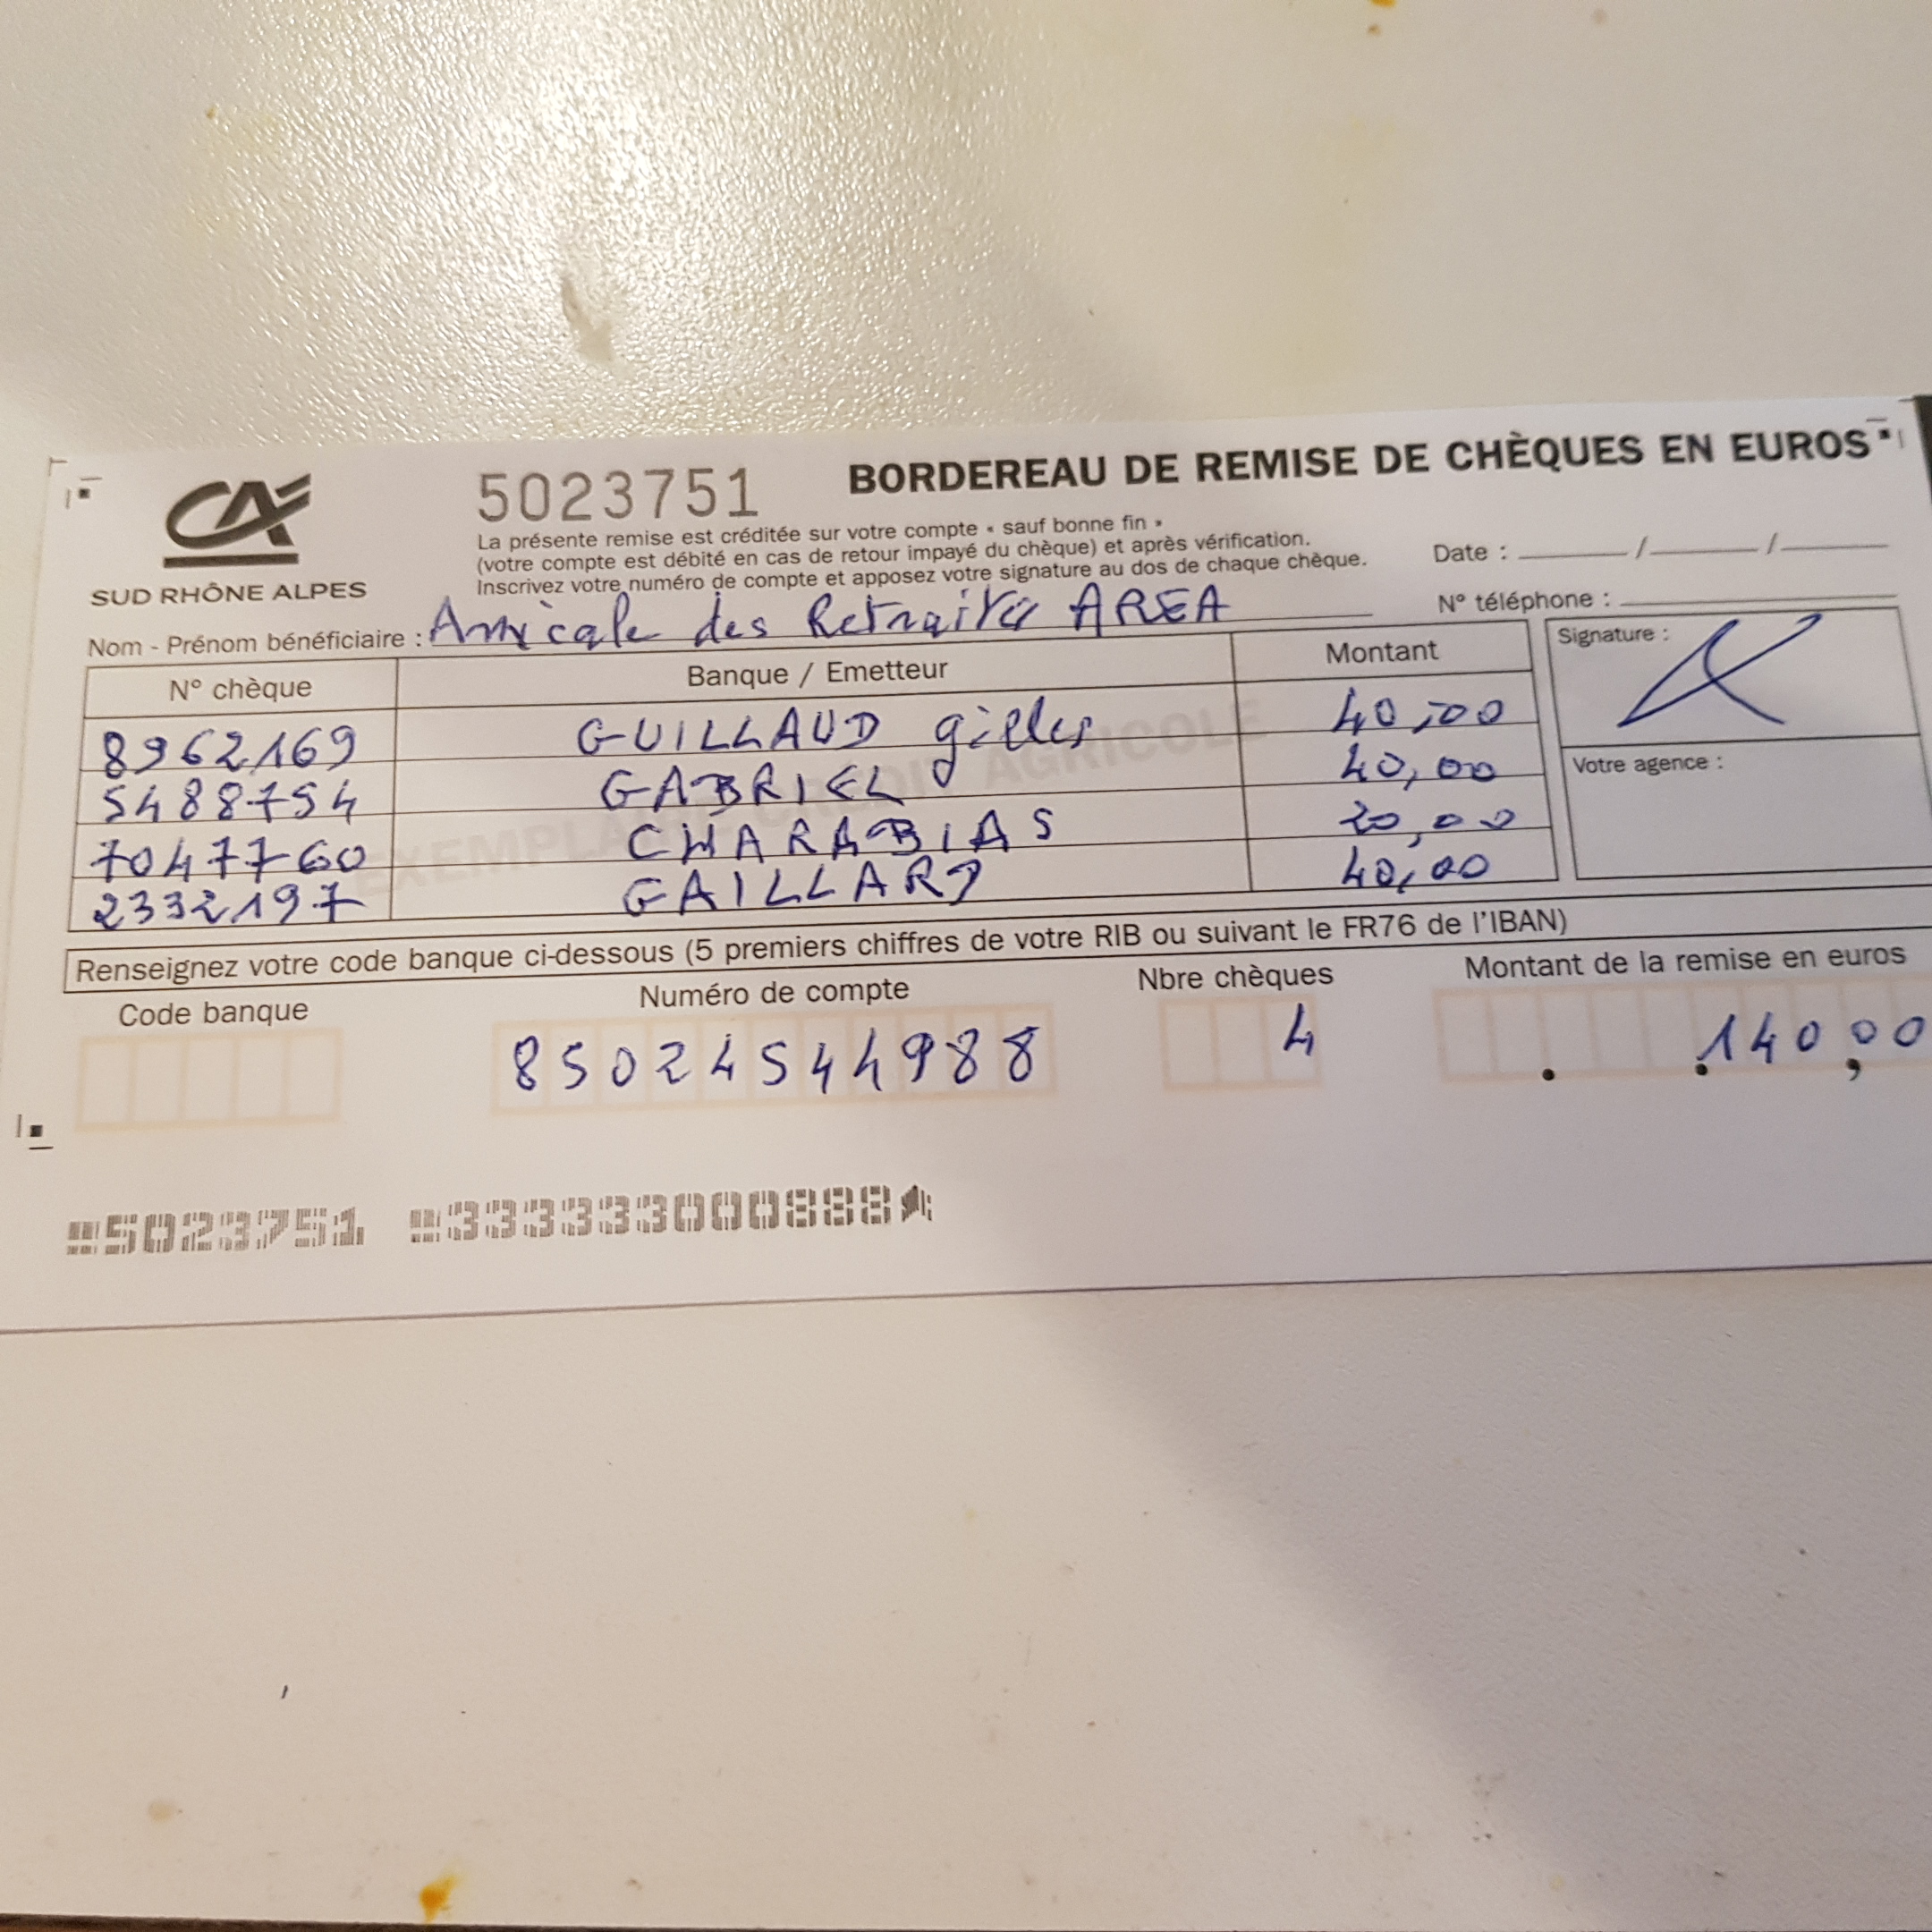 5023751 BORDEREAU DE REMISE DE CHÈQUES EN EUROS
CA
SUD RHÔNE ALPES
La présente remise est créditée sur votre compte « sauf bonne fin »
(votre compte est débité en cas de retour impayé du chèque) et après vérification.
Inscrivez votre numéro de compte et apposez votre signature au dos de chaque chèque.
Date : / /
N° téléphone :
Nom - Prénom bénéficiaire : Amicale des Retraités AREA
N° chèque Banque / Emetteur Montant
8962169 GUILLAUD gilles 40,00
5488754 GABRIEL 40,00
7047760 CHARABIAS 20,00
2332197 GAILLARD 40,00
Signature :
Votre agence :
EXEMPLAIRE CRÉDIT AGRICOLE
Renseignez votre code banque ci-dessous (5 premiers chiffres de votre RIB ou suivant le FR76 de l'IBAN)
Code banque Numéro de compte Nbre chèques Montant de la remise en euros
85024544988 4 . .140,00
5023751 333333000888